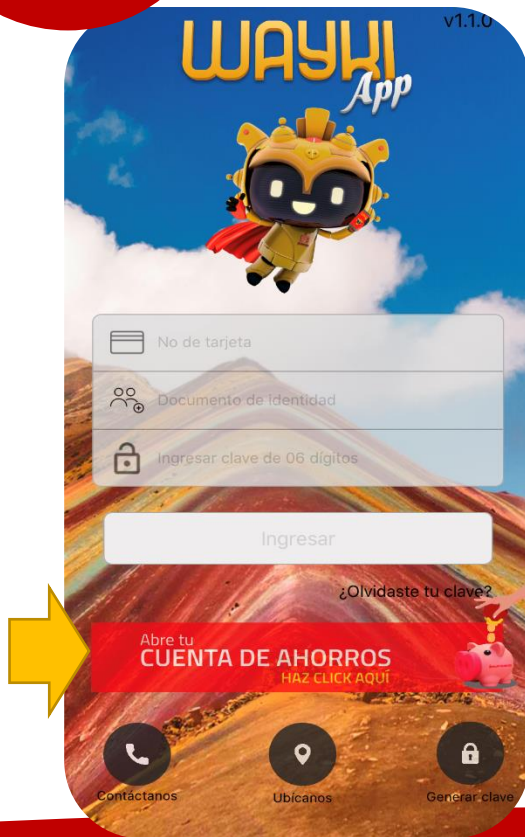 v1.1.0
WAYKI
App
No de tarjeta
Documento de Identidad
Ingresar clave de 06 dígitos
Ingresar
¿Olvidaste tu clave?
Abre tu
CUENTA DE AHORROS
HAZ CLICK AQUÍ
Contáctanos
Ubícanos
Generar clave